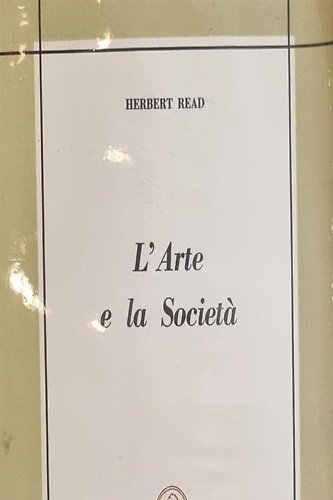 HERBERT READ
L'Arte
e la Società